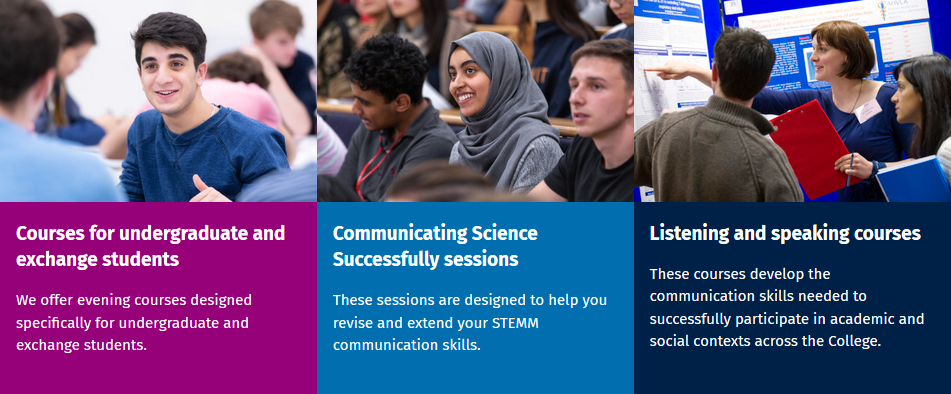 Courses for undergraduate and
exchange students
We offer evening courses designed
specifically for undergraduate and
exchange students.
Communicating Science
Successfully sessions
These sessions are designed to help you
revise and extend your STEMM
communication skills.
Listening and speaking courses
These courses develop the
communication skills needed to
successfully participate in academic and
social contexts across the College.